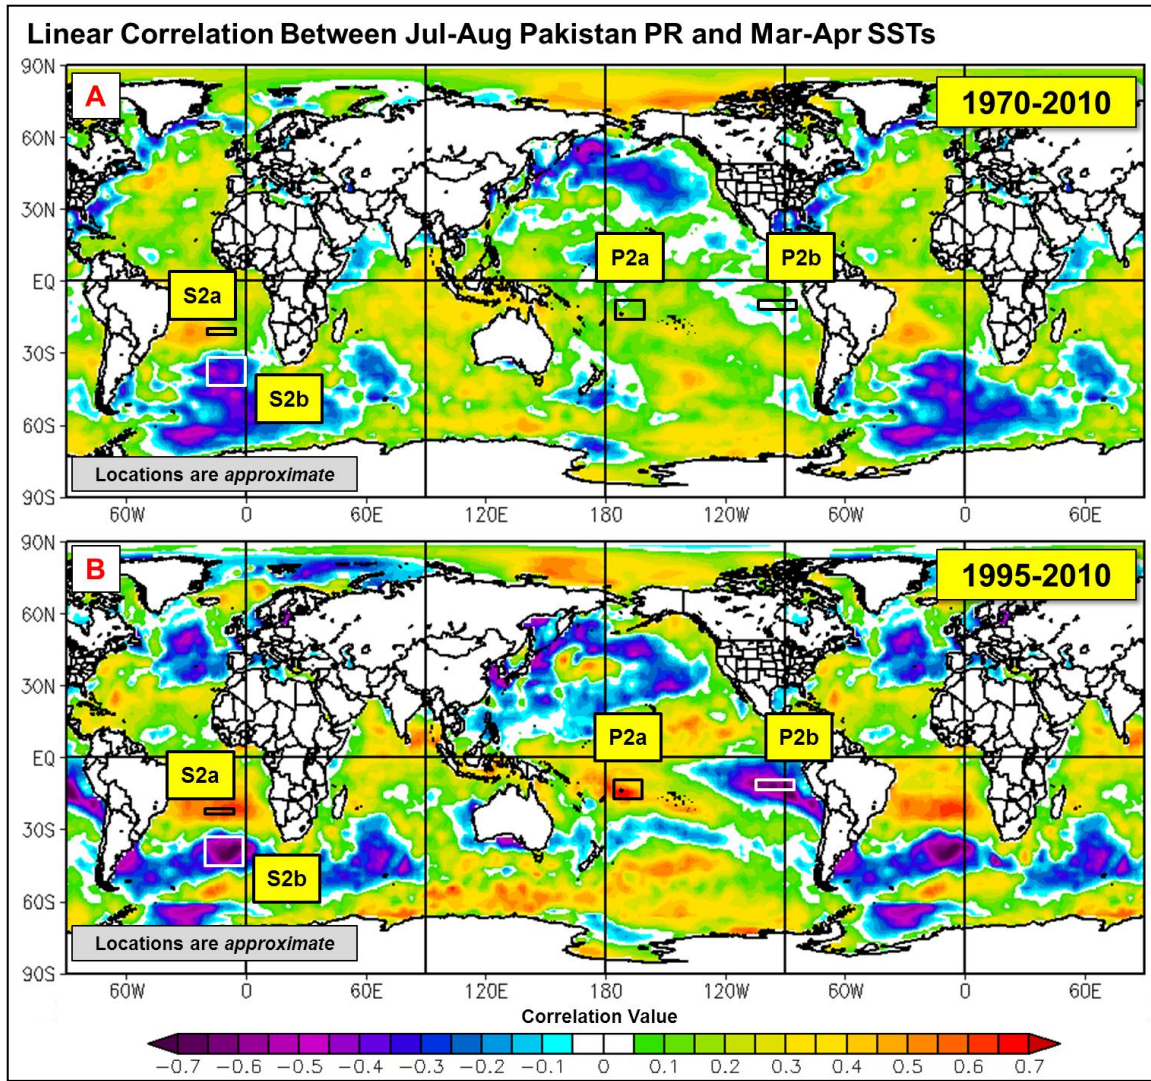 Linear Correlation Between Jul-Aug Pakistan PR and Mar-Apr SSTs
90N
60N
30N
EQ
30S
60S
90S
A
1970-2010
P2a
P2b
S2a
S2b
Locations are approximate
60W 0 60E 120E 180 120W 60W 0 60E
90N
60N
30N
EQ
30S
60S
90S
B
1995-2010
P2a
P2b
S2a
S2b
Locations are approximate
60W 0 60E 120E 180 120W 60W 0 60E
Correlation Value
-0.7 -0.6 -0.5 -0.4 -0.3 -0.2 -0.1 0 0.1 0.2 0.3 0.4 0.5 0.6 0.7